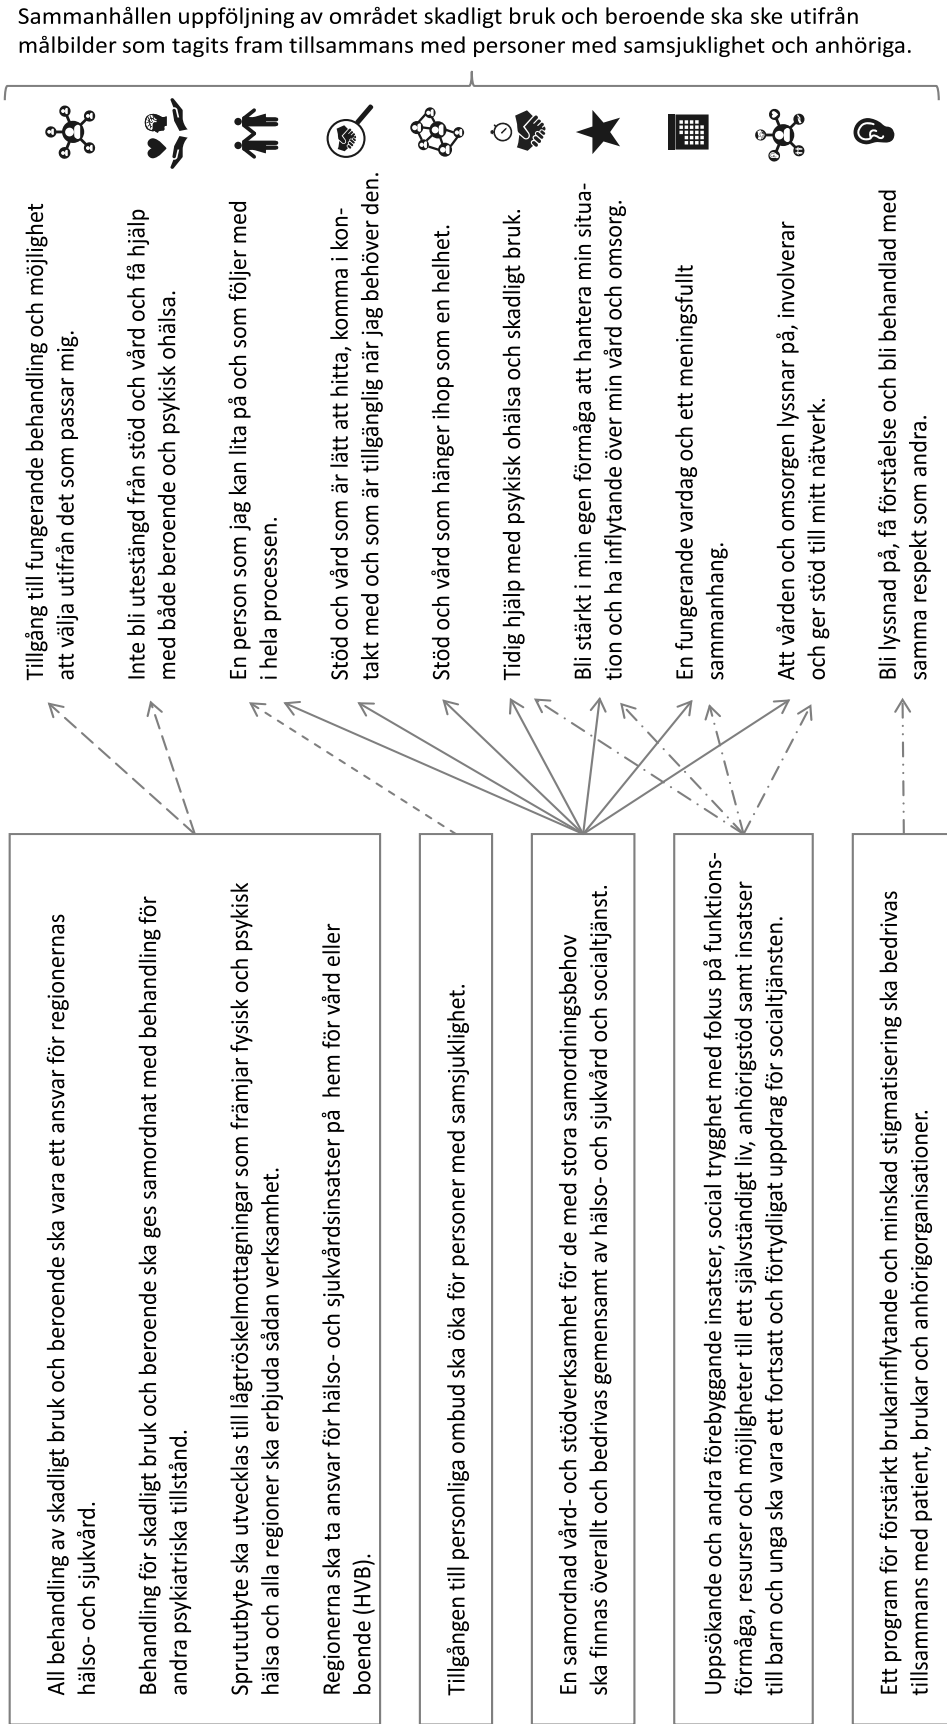 Sammanhållen uppföljning av området skadligt bruk och beroende ska ske utifrån
målbilder som tagits fram tillsammans med personer med samsjuklighet och anhöriga.
Tillgång till fungerande behandling och möjlighet
att välja utifrån det som passar mig.
Inte bli utestängd från stöd och vård och få hjälp
med både beroende och psykisk ohälsa.
En person som jag kan lita på och som följer med
i hela processen.
Stöd och vård som är lätt att hitta, komma i kon-
takt med och som är tillgänglig när jag behöver den.
Stöd och vård som hänger ihop som en helhet.
Tidig hjälp med psykisk ohälsa och skadligt bruk.
Bli stärkt i min egen förmåga att hantera min situa-
tion och ha inflytande över min vård och omsorg.
En fungerande vardag och ett meningsfullt
sammanhang.
Att vården och omsorgen lyssnar på, involverar
och ger stöd till mitt nätverk.
Bli lyssnad på, få förståelse och bli behandlad med
samma respekt som andra.
All behandling av skadligt bruk och beroende ska vara ett ansvar för regionernas
hälso- och sjukvård.
Behandling för skadligt bruk och beroende ska ges samordnat med behandling för
andra psykiatriska tillstånd.
Sprututbyte ska utvecklas till lågtröskelmottagningar som främjar fysisk och psykisk
hälsa och alla regioner ska erbjuda sådan verksamhet.
Regionerna ska ta ansvar för hälso- och sjukvårdsinsatser på hem för vård eller
boende (HVB).
Tillgången till personliga ombud ska öka för personer med samsjuklighet.
En samordnad vård- och stödverksamhet för de med stora samordningsbehov
ska finnas överallt och bedrivas gemensamt av hälso- och sjukvård och socialtjänst.
Uppsökande och andra förebyggande insatser, social trygghet med fokus på funktions-
förmåga, resurser och möjligheter till ett självständigt liv, anhörigstöd samt insatser
till barn och unga ska vara ett fortsatt och förtydligat uppdrag för socialtjänsten.
Ett program för förstärkt brukarinflytande och minskad stigmatisering ska bedrivas
tillsammans med patient, brukar och anhörigorganisationer.